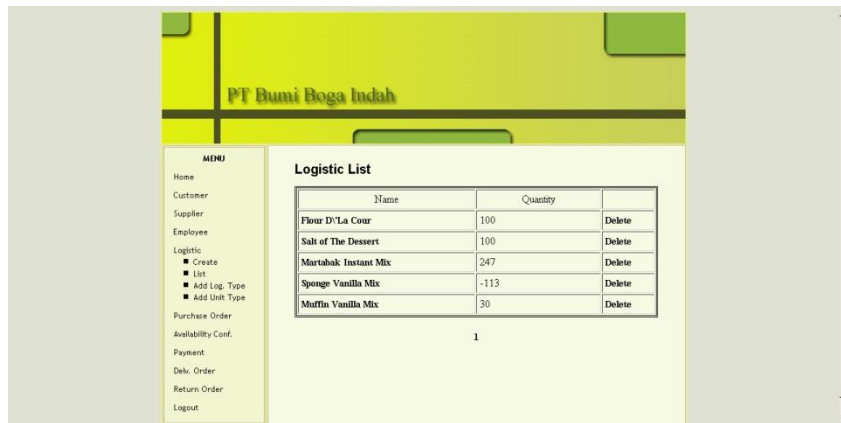 PT Bumi Boga Indah
MENU
Home
Customer
Supplier
Employee
Logistic
Create
List
Add Log. Type
Add Unit Type
Purchase Order
Availability Conf.
Payment
Delv. Order
Return Order
Logout
Logistic List
Name Quantity
Flour D\'La Cour 100 Delete
Salt of The Dessert 100 Delete
Martabak Instant Mix 247 Delete
Sponge Vanilla Mix -113 Delete
Muffin Vanilla Mix 30 Delete
1